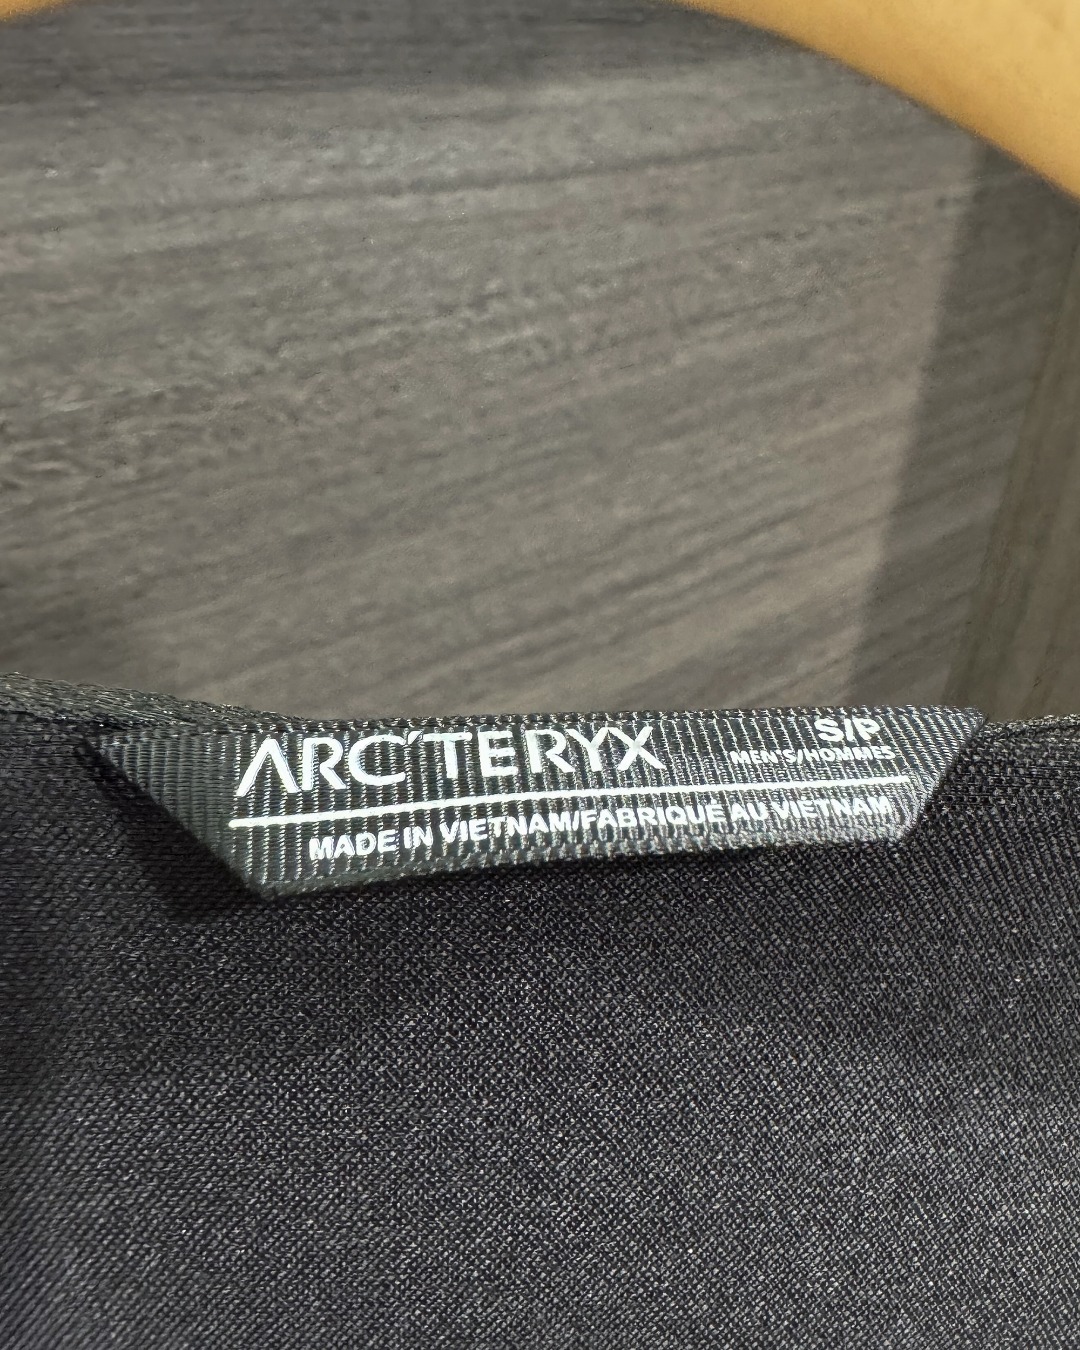 ARC'TERYX
S/P
MEN'S/HOMMES
MADE IN VIETNAM/FABRIQUE AU VIETNAM